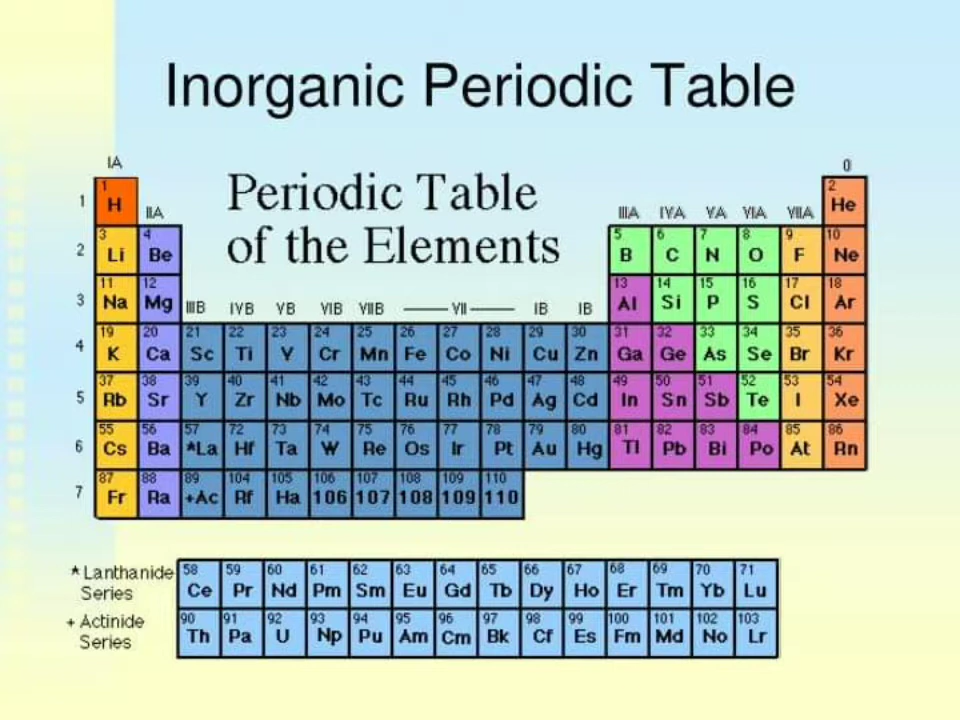 Inorganic Periodic Table
IA 0
Periodic Table
of the Elements
1 1 H IIA IIIA IVA VA VIA VIIA 2 He
2 3 Li 4 Be 5 B 6 C 7 N 8 O 9 F 10 Ne
3 11 Na 12 Mg IIIB IVB VB VIB VIIB VII IB IB 13 Al 14 Si 15 P 16 S 17 Cl 18 Ar
4 19 K 20 Ca 21 Sc 22 Ti 23 V 24 Cr 25 Mn 26 Fe 27 Co 28 Ni 29 Cu 30 Zn 31 Ga 32 Ge 33 As 34 Se 35 Br 36 Kr
5 37 Rb 38 Sr 39 Y 40 Zr 41 Nb 42 Mo 43 Tc 44 Ru 45 Rh 46 Pd 47 Ag 48 Cd 49 In 50 Sn 51 Sb 52 Te 53 I 54 Xe
6 55 Cs 56 Ba 57 *La 72 Hf 73 Ta 74 W 75 Re 76 Os 77 Ir 78 Pt 79 Au 80 Hg 81 Tl 82 Pb 83 Bi 84 Po 85 At 86 Rn
7 87 Fr 88 Ra 89 +Ac 104 Rf 105 Ha 106 106 107 107 108 108 109 109 110 110
* Lanthanide Series 58 Ce 59 Pr 60 Nd 61 Pm 62 Sm 63 Eu 64 Gd 65 Tb 66 Dy 67 Ho 68 Er 69 Tm 70 Yb 71 Lu
+ Actinide Series 90 Th 91 Pa 92 U 93 Np 94 Pu 95 Am 96 Cm 97 Bk 98 Cf 99 Es 100 Fm 101 Md 102 No 103 Lr